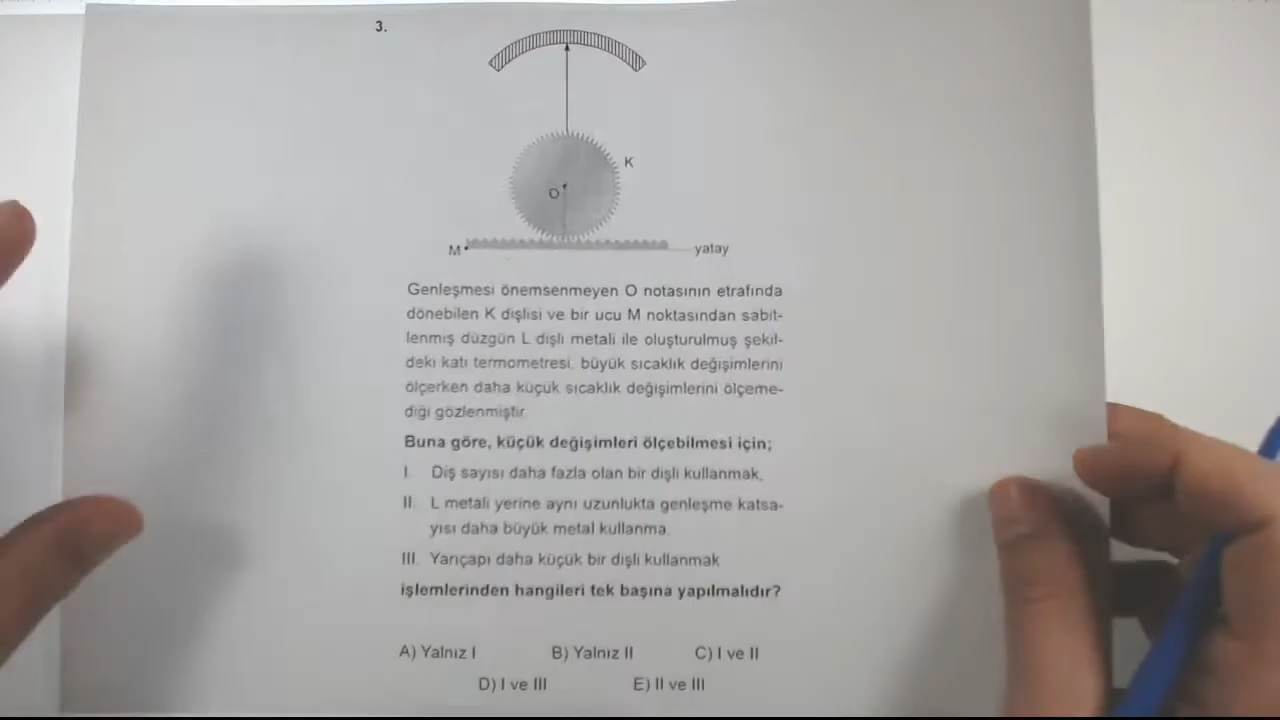 3.
K
O
M
yatay
Genleşmesi önemsenmeyen O notasının etrafında
dönebilen K dişlisi ve bir ucu M noktasından sabit-
lenmiş düzgün L dişli metali ile oluşturulmuş şekil-
deki katı termometresi, büyük sıcaklık değişimlerini
ölçerken daha küçük sıcaklık değişimlerini ölçeme-
diği gözlenmiştir.
Buna göre, küçük değişimleri ölçebilmesi için;
I. Diş sayısı daha fazla olan bir dişli kullanmak,
II. L metali yerine aynı uzunlukta genleşme katsa-
yısı daha büyük metal kullanma,
III. Yarıçapı daha küçük bir dişli kullanmak
işlemlerinden hangileri tek başına yapılmalıdır?
A) Yalnız I B) Yalnız II C) I ve II
D) I ve III E) II ve III